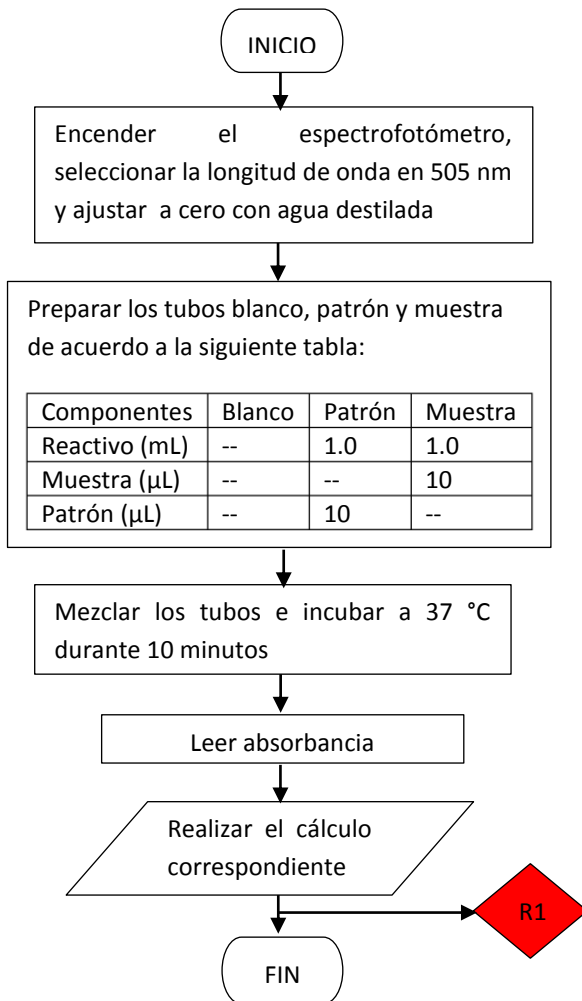 INICIO
Encender el espectrofotómetro,
seleccionar la longitud de onda en 505 nm
y ajustar a cero con agua destilada
Preparar los tubos blanco, patrón y muestra
de acuerdo a la siguiente tabla:
Componentes Blanco Patrón Muestra
Reactivo (mL) -- 1.0 1.0
Muestra (µL) -- -- 10
Patrón (µL) -- 10 --
Mezclar los tubos e incubar a 37 °C
durante 10 minutos
Leer absorbancia
Realizar el cálculo
correspondiente
R1
FIN